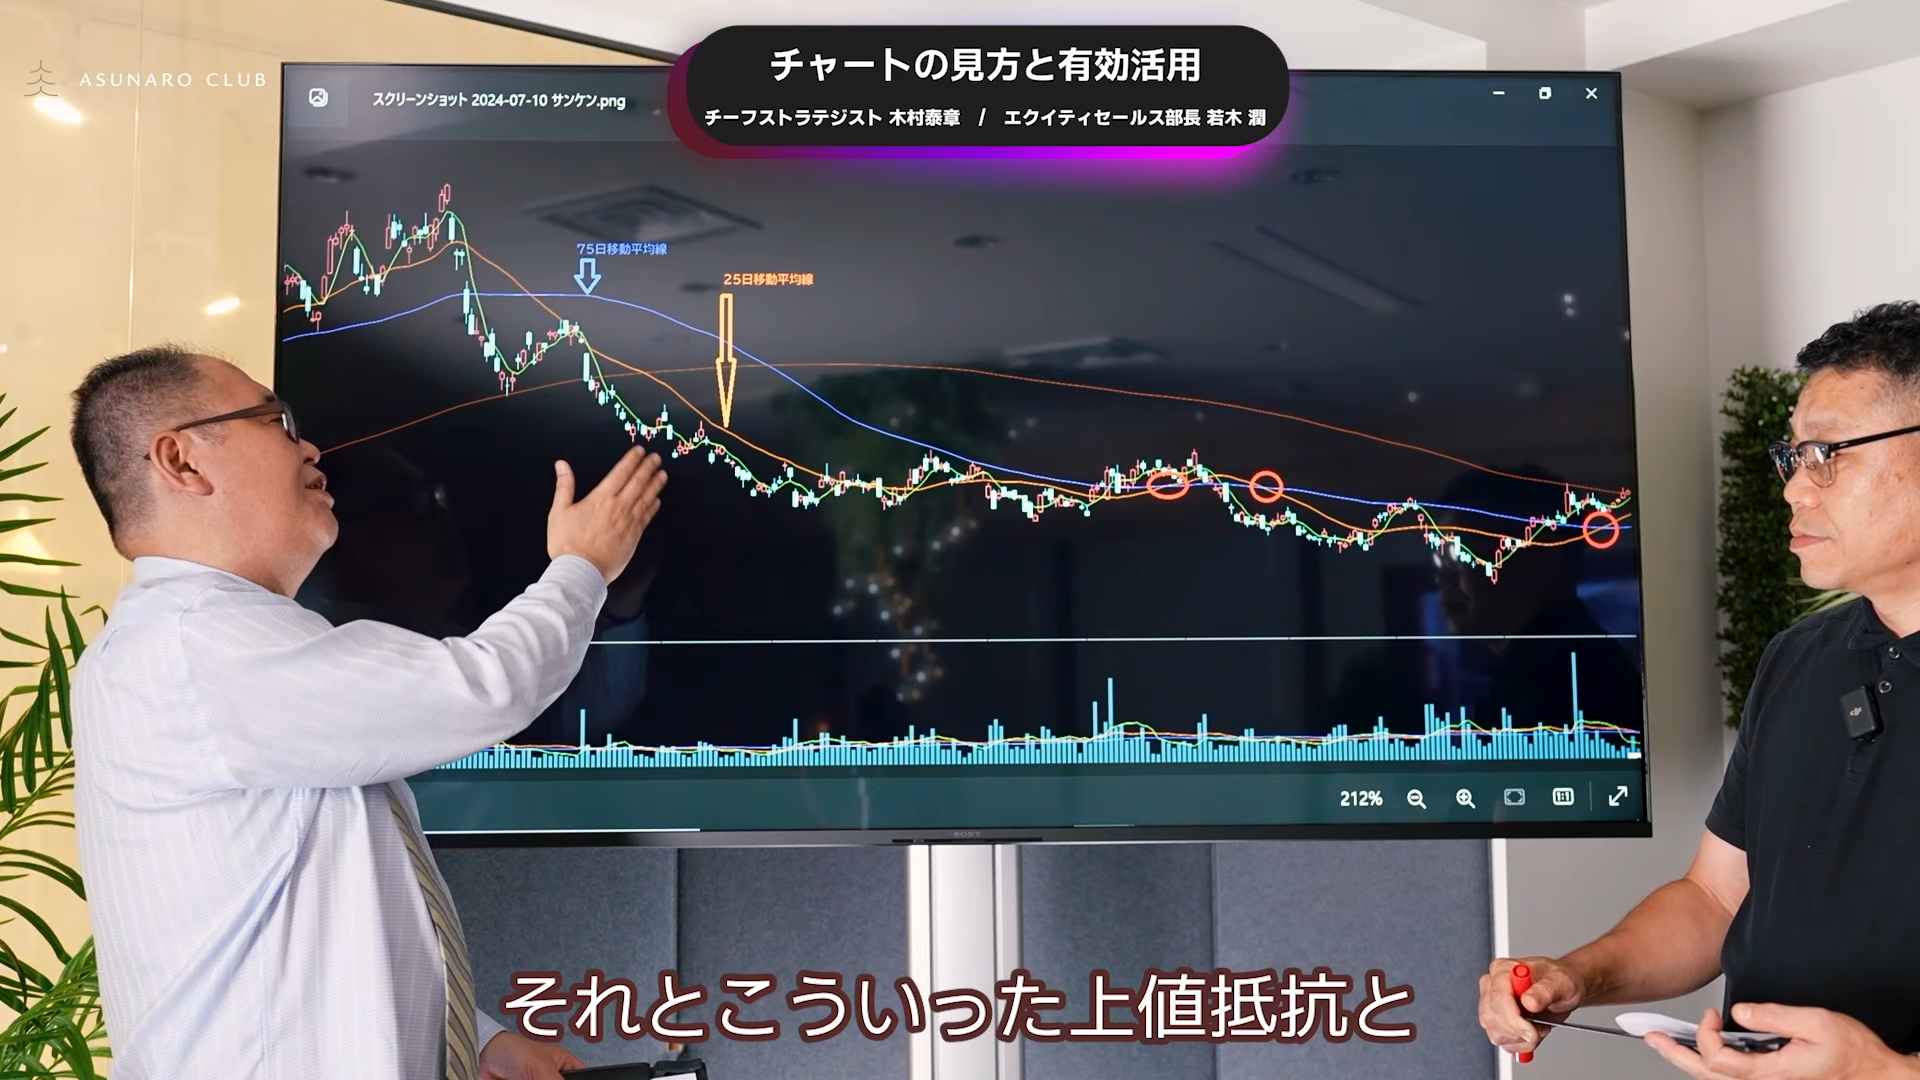 ASUNARO CLUB
チャートの見方と有効活用
チーフストラテジスト 木村泰章 / エクイティセールス部長 若木 潤
スクリーンショット 2024-07-10 サンケン.png
75日移動平均線
25日移動平均線
212%
1:1
SONY
それとこういった上値抵抗と